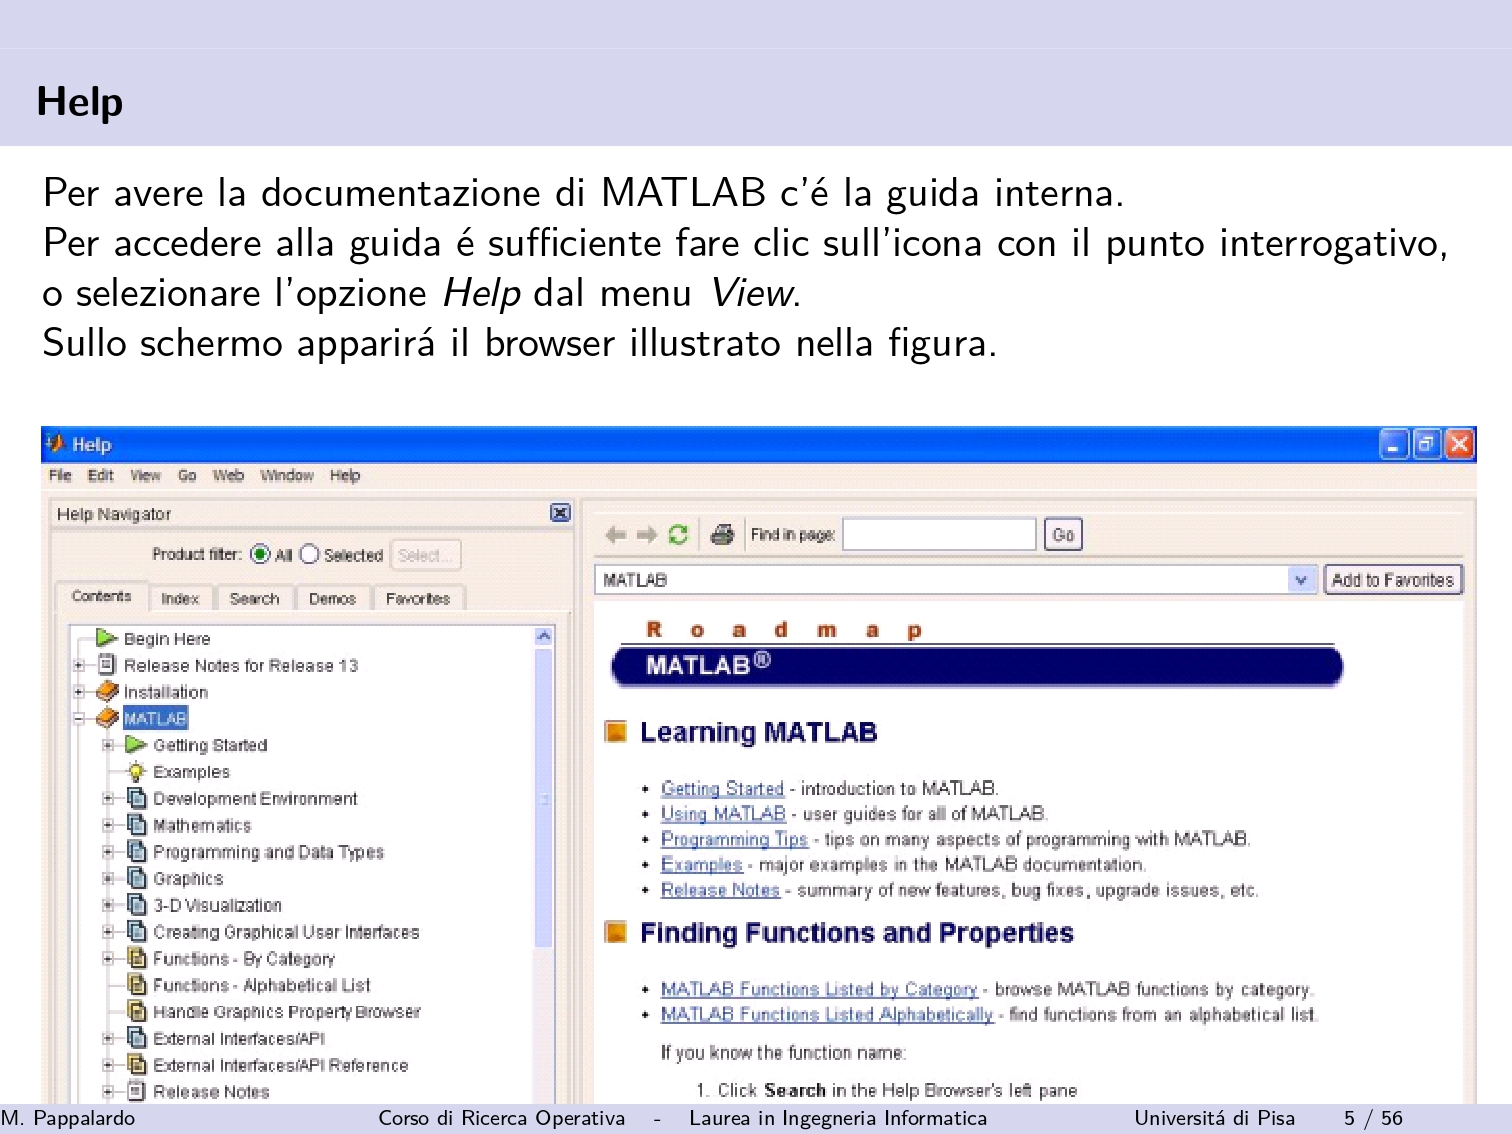 Help
Per avere la documentazione di MATLAB c'é la guida interna.
Per accedere alla guida é sufficiente fare clic sull'icona con il punto interrogativo,
o selezionare l'opzione Help dal menu View.
Sullo schermo apparirá il browser illustrato nella figura.
Help
File Edit View Go Web Window Help
Help Navigator
Product filter: All Selected Select...
Contents Index Search Demos Favorites
Begin Here
Release Notes for Release 13
Installation
MATLAB
Getting Started
Examples
Development Environment
Mathematics
Programming and Data Types
Graphics
3-D Visualization
Creating Graphical User Interfaces
Functions - By Category
Functions - Alphabetical List
Handle Graphics Property Browser
External Interfaces/API
External Interfaces/API Reference
Release Notes
Find in page: Go
MATLAB Add to Favorites
Roadmap
MATLAB®
Learning MATLAB
• Getting Started - introduction to MATLAB.
• Using MATLAB - user guides for all of MATLAB.
• Programming Tips - tips on many aspects of programming with MATLAB.
• Examples - major examples in the MATLAB documentation.
• Release Notes - summary of new features, bug fixes, upgrade issues, etc.
Finding Functions and Properties
• MATLAB Functions Listed by Category - browse MATLAB functions by category.
• MATLAB Functions Listed Alphabetically - find functions from an alphabetical list.
If you know the function name:
1. Click Search in the Help Browser's left pane
M. Pappalardo Corso di Ricerca Operativa - Laurea in Ingegneria Informatica Universitá di Pisa 5 / 56